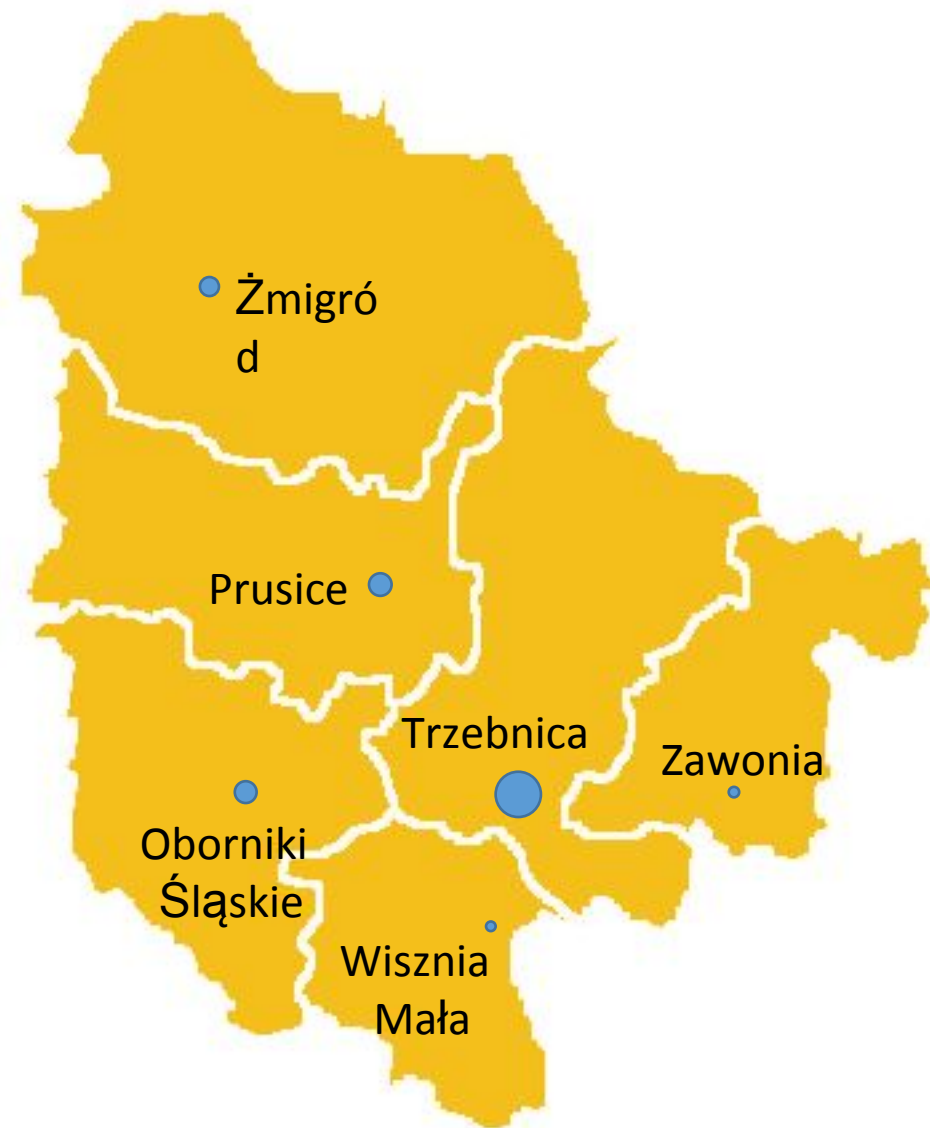 Żmigró
d
Prusice
Trzebnica
Zawonia
Oborniki
Śląskie
Wisznia
Mała